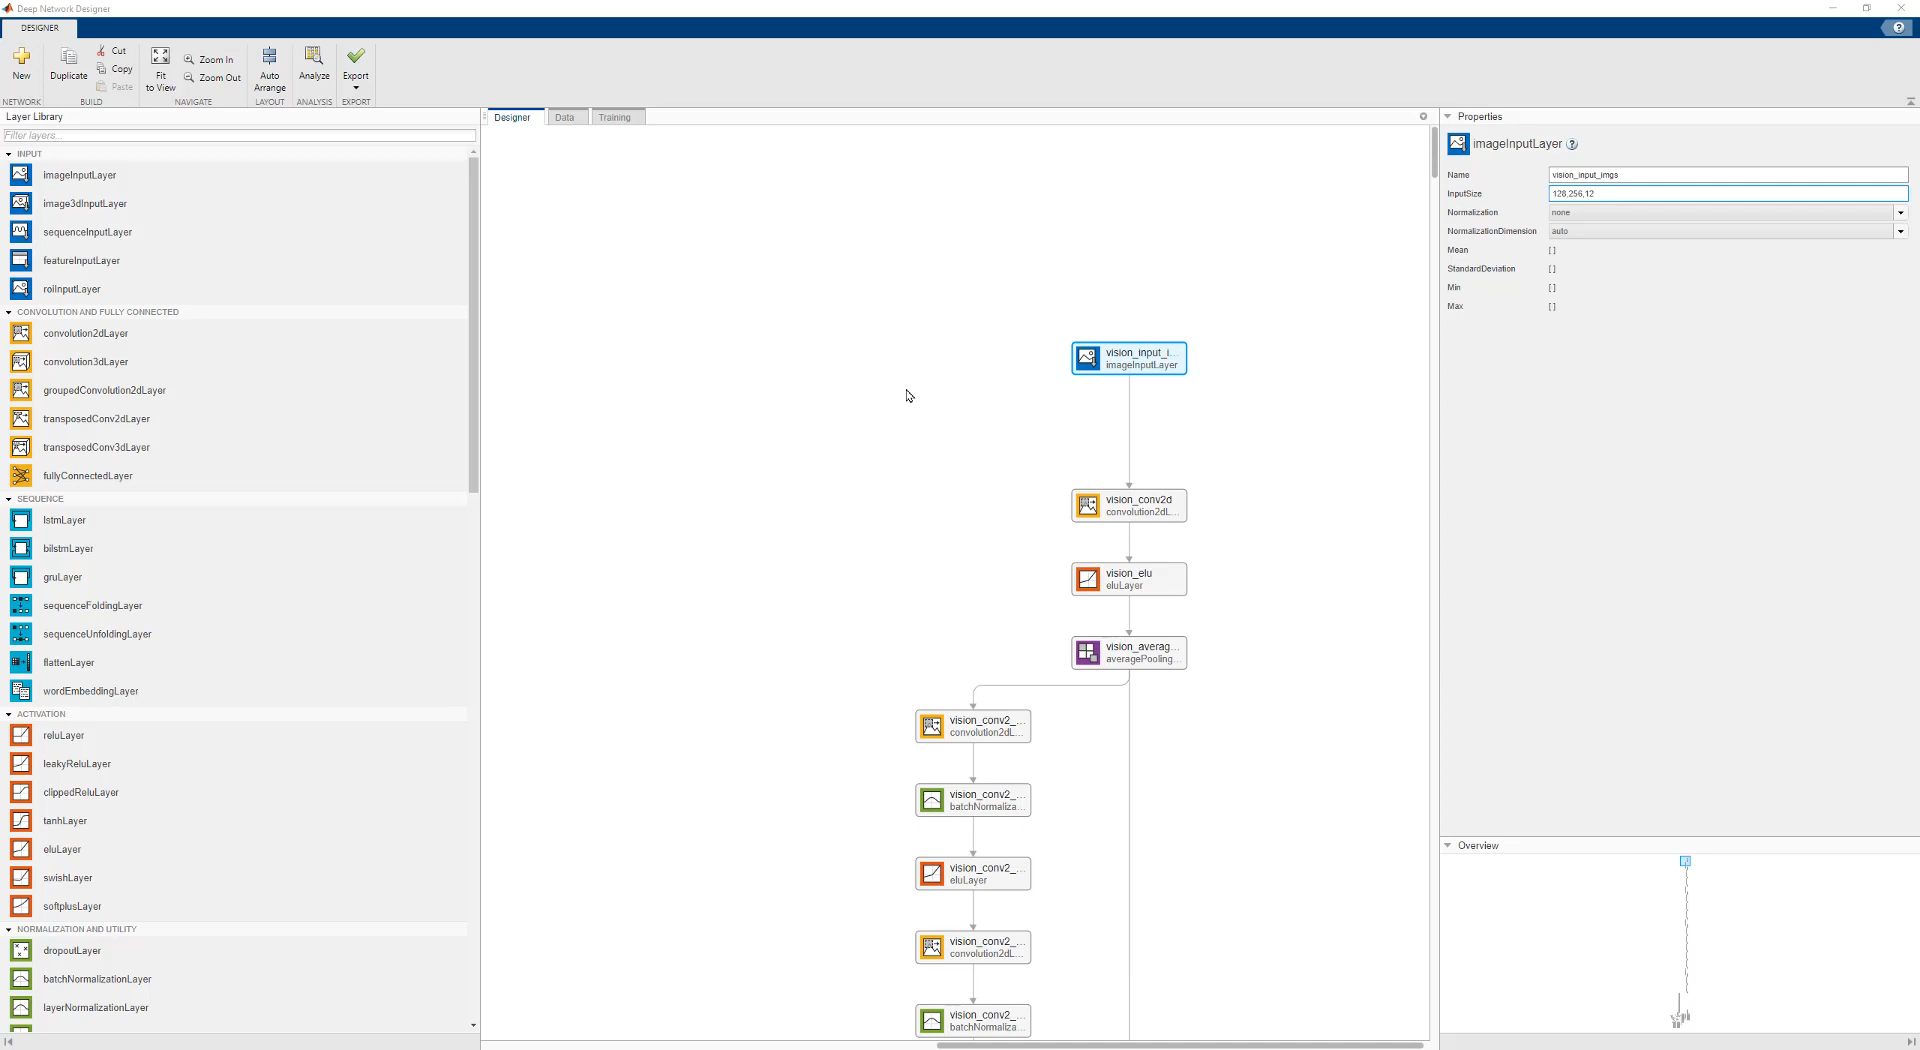 Deep Network Designer
DESIGNER
New
Duplicate
Cut
Copy
Paste
Fit
to View
Zoom In
Zoom Out
Auto
Arrange
Analyze
Export
NETWORK
BUILD
NAVIGATE
LAYOUT
ANALYSIS
EXPORT
Layer Library
Filter layers...
INPUT
imageInputLayer
image3dInputLayer
sequenceInputLayer
featureInputLayer
roiInputLayer
CONVOLUTION AND FULLY CONNECTED
convolution2dLayer
convolution3dLayer
groupedConvolution2dLayer
transposedConv2dLayer
transposedConv3dLayer
fullyConnectedLayer
SEQUENCE
lstmLayer
bilstmLayer
gruLayer
sequenceFoldingLayer
sequenceUnfoldingLayer
flattenLayer
wordEmbeddingLayer
ACTIVATION
reluLayer
leakyReluLayer
clippedReluLayer
tanhLayer
eluLayer
swishLayer
softplusLayer
NORMALIZATION AND UTILITY
dropoutLayer
batchNormalizationLayer
layerNormalizationLayer
Designer
Data
Training
vision_input_i...
imageInputLayer
vision_conv2d
convolution2dL...
vision_elu
eluLayer
vision_averag...
averagePooling...
vision_conv2_...
convolution2dL...
vision_conv2_...
batchNormaliza...
vision_conv2_...
eluLayer
vision_conv2_...
convolution2dL...
vision_conv2_...
batchNormaliza...
Properties
imageInputLayer
Name vision_input_imgs
InputSize 128,256,12
Normalization none
NormalizationDimension auto
Mean []
StandardDeviation []
Min []
Max []
Overview